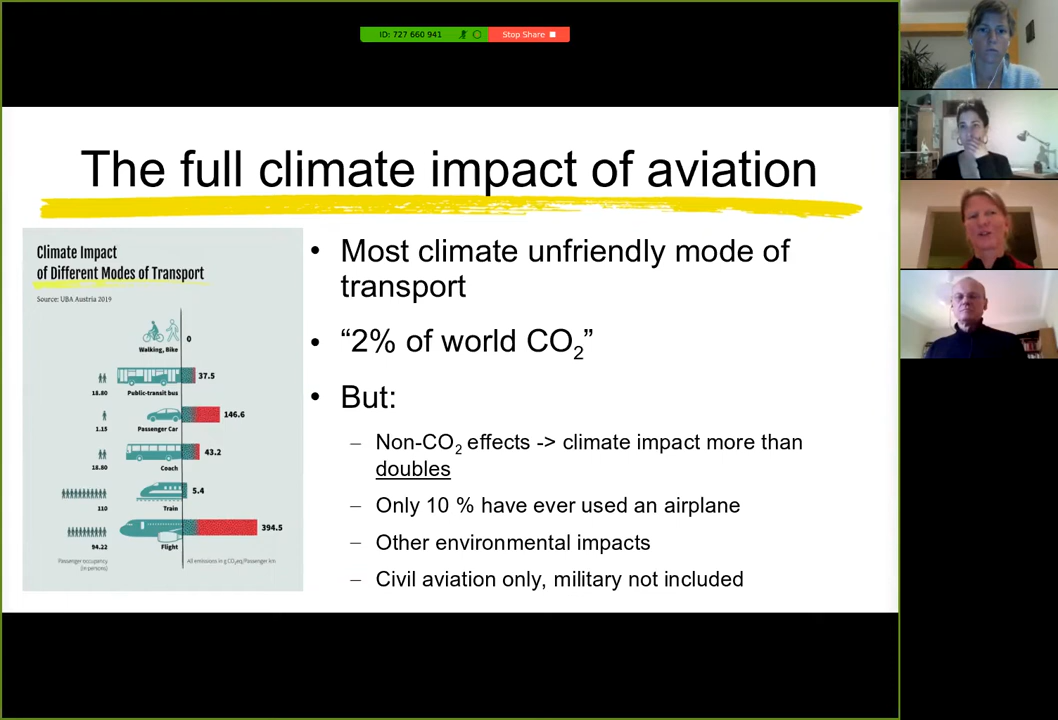 ID: 727 660 941
Stop Share
The full climate impact of aviation
Climate Impact
of Different Modes of Transport
Source: UBA Austria 2019
0
Walking, Bike
37.5
18.80
Public-transit bus
146.6
1.15
Passenger Car
43.2
18.80
Coach
5.4
110
Train
394.5
94.22
Flight
Passenger occupancy
(in persons)
All emissions in g CO₂eq/Passenger km
• Most climate unfriendly mode of
transport
• “2% of world CO₂”
• But:
– Non-CO₂ effects -> climate impact more than
doubles
– Only 10 % have ever used an airplane
– Other environmental impacts
– Civil aviation only, military not included